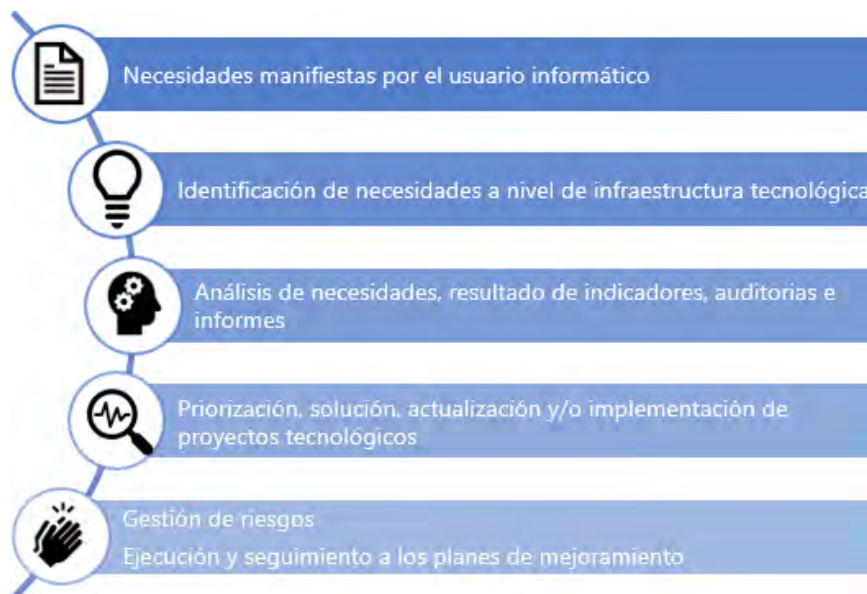 Necesidades manifiestas por el usuario informático
Identificación de necesidades a nivel de infraestructura tecnológica
Análisis de necesidades, resultado de indicadores, auditorias e
informes
Priorización, solución, actualización y/o implementación de
proyectos tecnológicos
Gestión de riesgos
Ejecución y seguimiento a los planes de mejoramiento